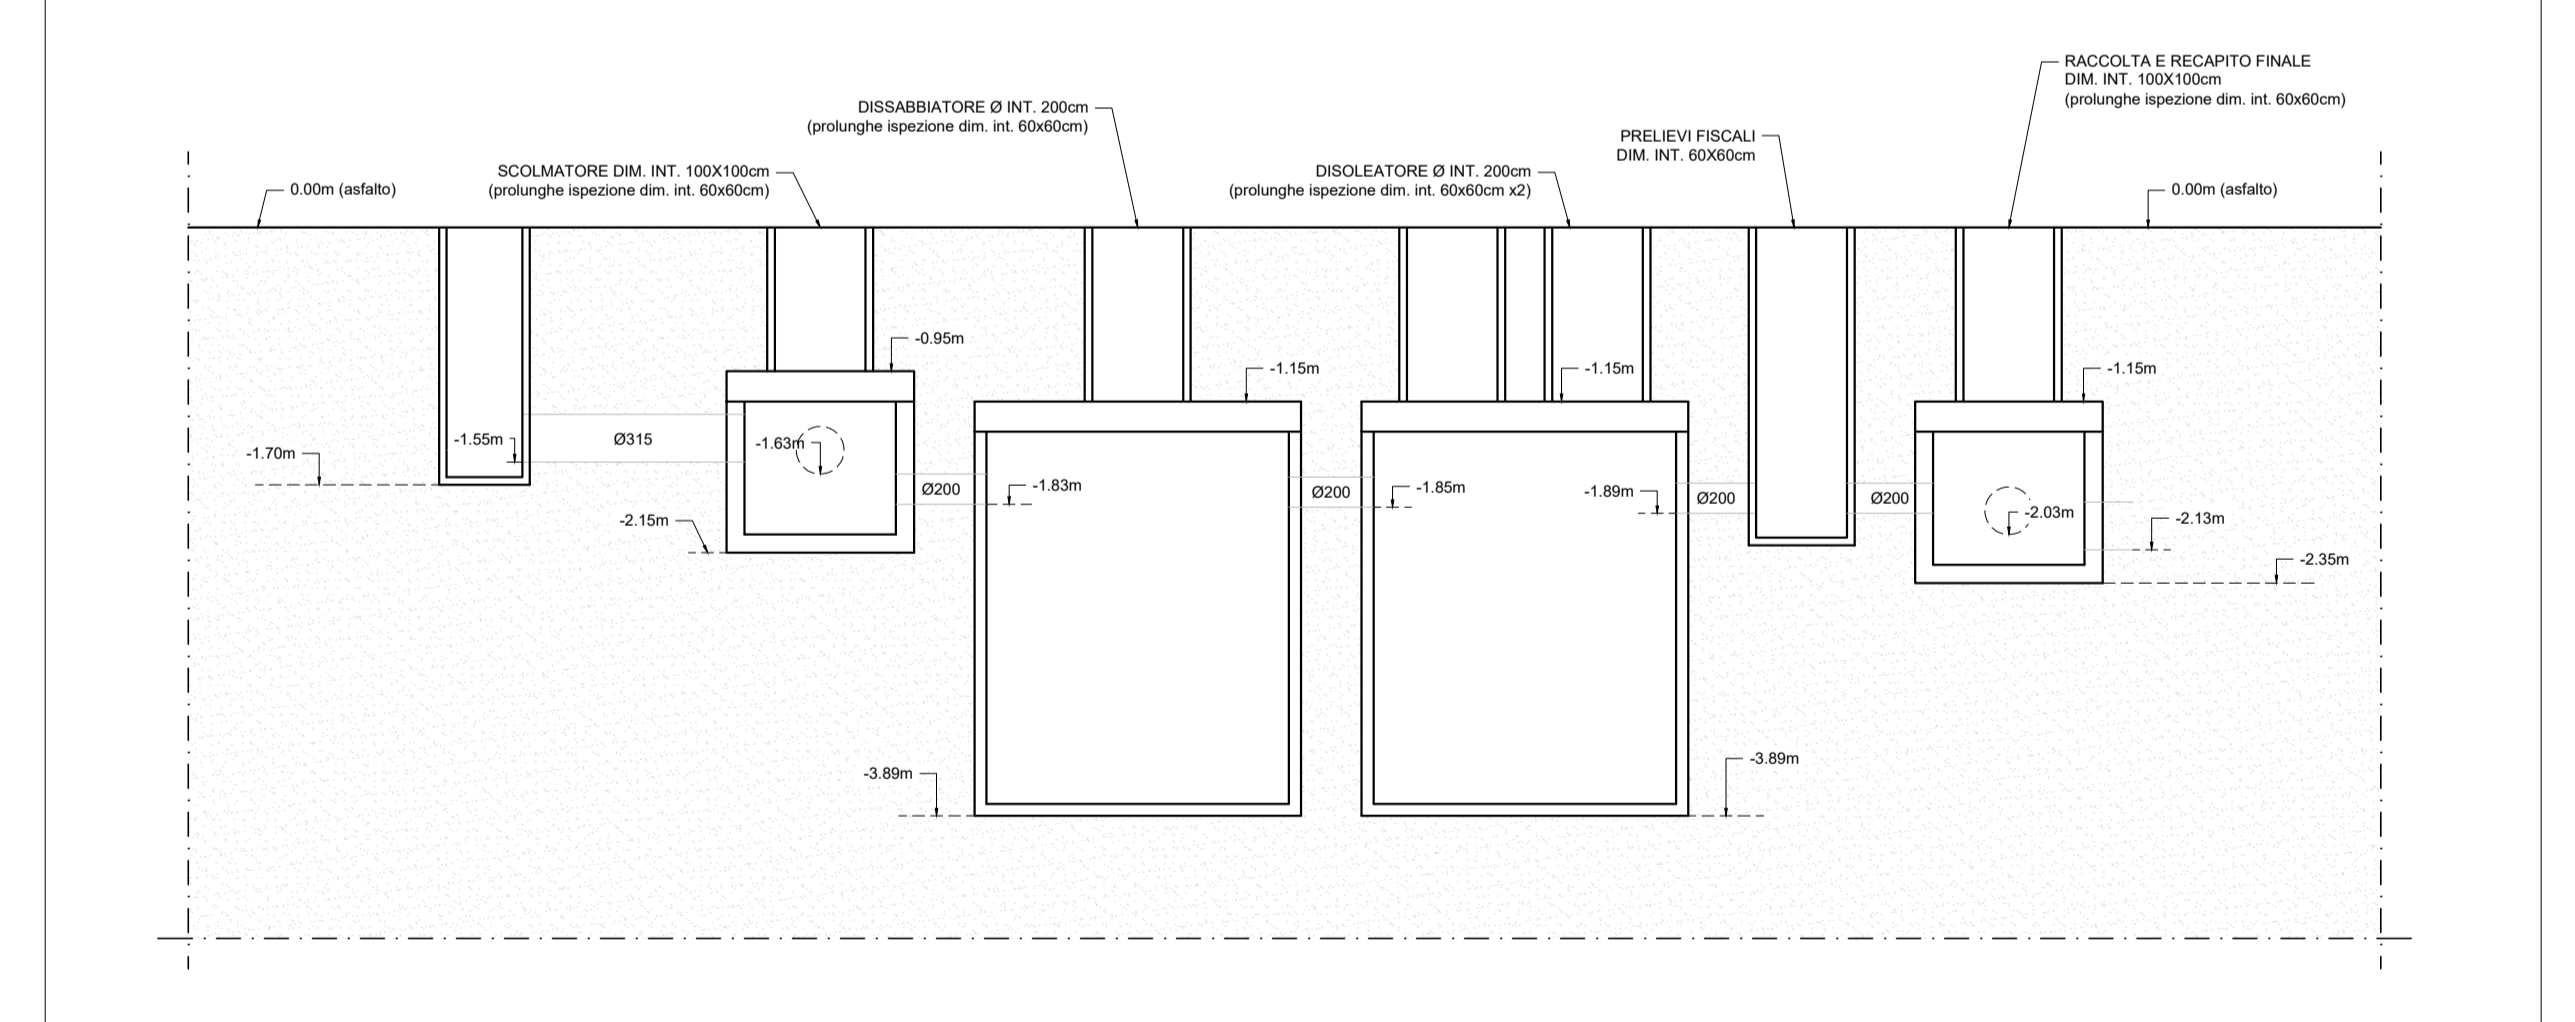 RACCOLTA E RECAPITO FINALE
DIM. INT. 100X100cm
(prolunghe ispezione dim. int. 60x60cm)
DISSABBIATORE Ø INT. 200cm
(prolunghe ispezione dim. int. 60x60cm)
PRELIEVI FISCALI
DIM. INT. 60X60cm
SCOLMATORE DIM. INT. 100X100cm
(prolunghe ispezione dim. int. 60x60cm)
DISOLEATORE Ø INT. 200cm
(prolunghe ispezione dim. int. 60x60cm x2)
0.00m (asfalto)
0.00m (asfalto)
-0.95m
-1.15m
-1.15m
-1.15m
-1.55m
Ø315
-1.63m
-1.70m
Ø200
-1.83m
Ø200
-1.85m
-1.89m
Ø200
Ø200
-2.03m
-2.13m
-2.15m
-2.35m
-3.89m
-3.89m